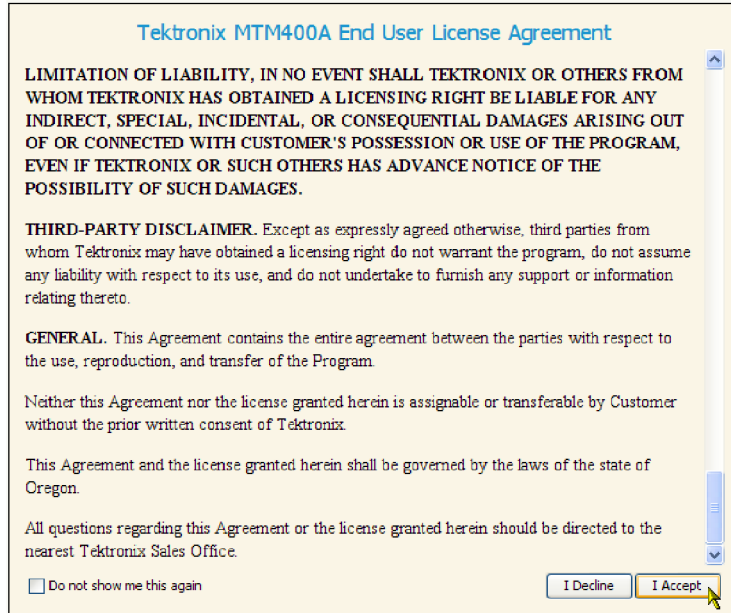 Tektronix MTM400A End User License Agreement
LIMITATION OF LIABILITY, IN NO EVENT SHALL TEKTRONIX OR OTHERS FROM
WHOM TEKTRONIX HAS OBTAINED A LICENSING RIGHT BE LIABLE FOR ANY
INDIRECT, SPECIAL, INCIDENTAL, OR CONSEQUENTIAL DAMAGES ARISING OUT
OF OR CONNECTED WITH CUSTOMER'S POSSESSION OR USE OF THE PROGRAM,
EVEN IF TEKTRONIX OR SUCH OTHERS HAS ADVANCE NOTICE OF THE
POSSIBILITY OF SUCH DAMAGES.
THIRD-PARTY DISCLAIMER. Except as expressly agreed otherwise, third parties from
whom Tektronix may have obtained a licensing right do not warrant the program, do not assume
any liability with respect to its use, and do not undertake to furnish any support or information
relating thereto.
GENERAL. This Agreement contains the entire agreement between the parties with respect to
the use, reproduction, and transfer of the Program.
Neither this Agreement nor the license granted herein is assignable or transferable by Customer
without the prior written consent of Tektronix.
This Agreement and the license granted herein shall be governed by the laws of the state of
Oregon.
All questions regarding this Agreement or the license granted herein should be directed to the
nearest Tektronix Sales Office.
Do not show me this again
I Decline
I Accept